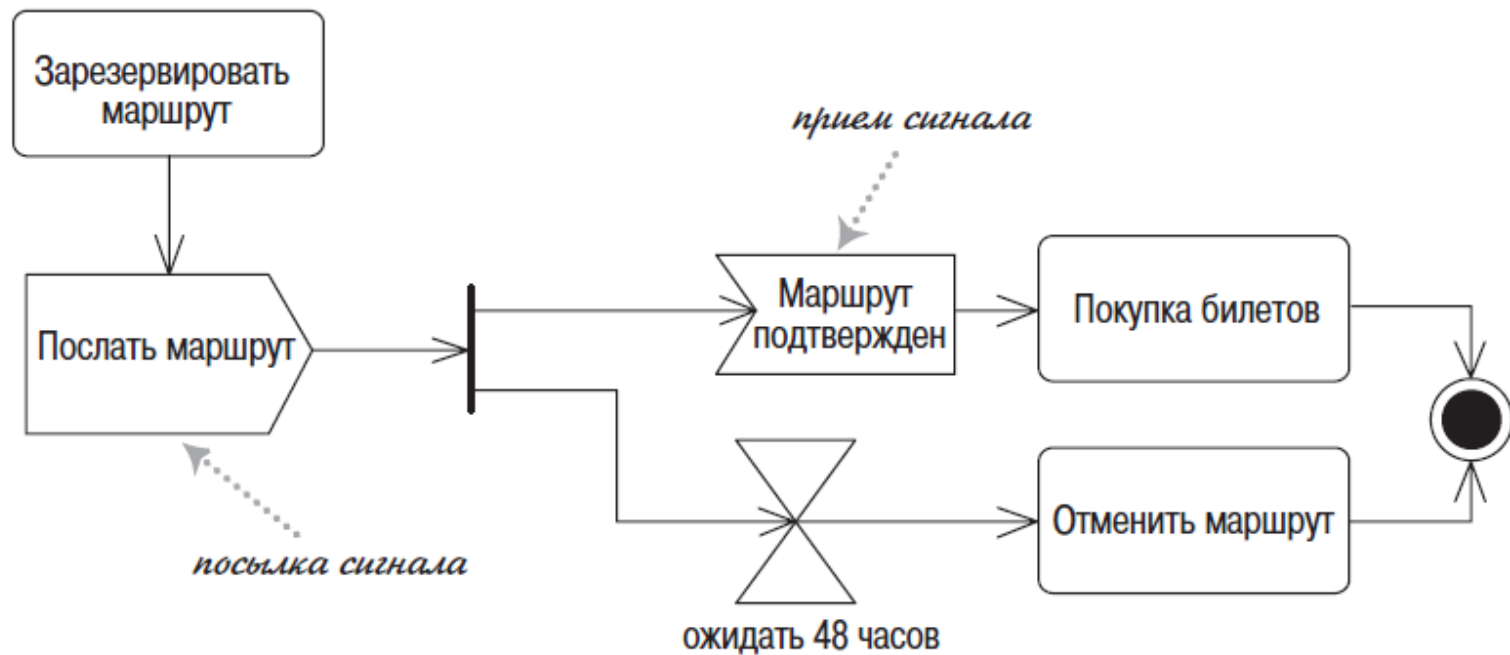 Зарезервировать
маршрут
прием сигнала
Послать маршрут
Маршрут
подтвержден
Покупка билетов
посылка сигнала
Отменить маршрут
ожидать 48 часов